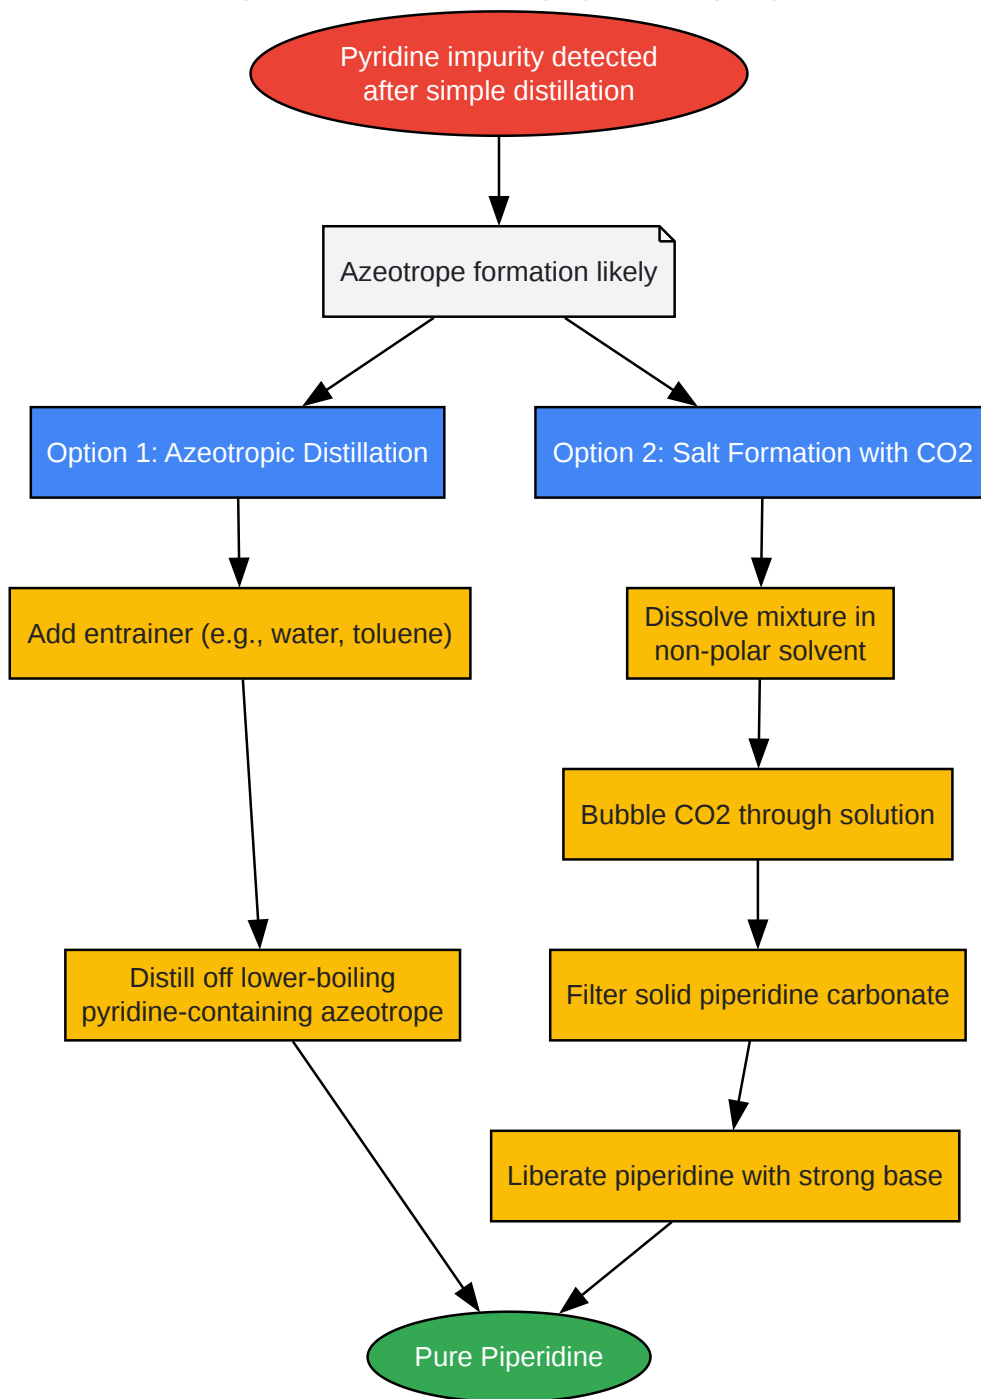 Pyridine impurity detected
after simple distillation
Azeotrope formation likely
Option 1: Azeotropic Distillation
Option 2: Salt Formation with CO2
Add entrainer (e.g., water, toluene)
Dissolve mixture in
non-polar solvent
Bubble CO2 through solution
Distill off lower-boiling
pyridine-containing azeotrope
Filter solid piperidine carbonate
Liberate piperidine with strong base
Pure Piperidine